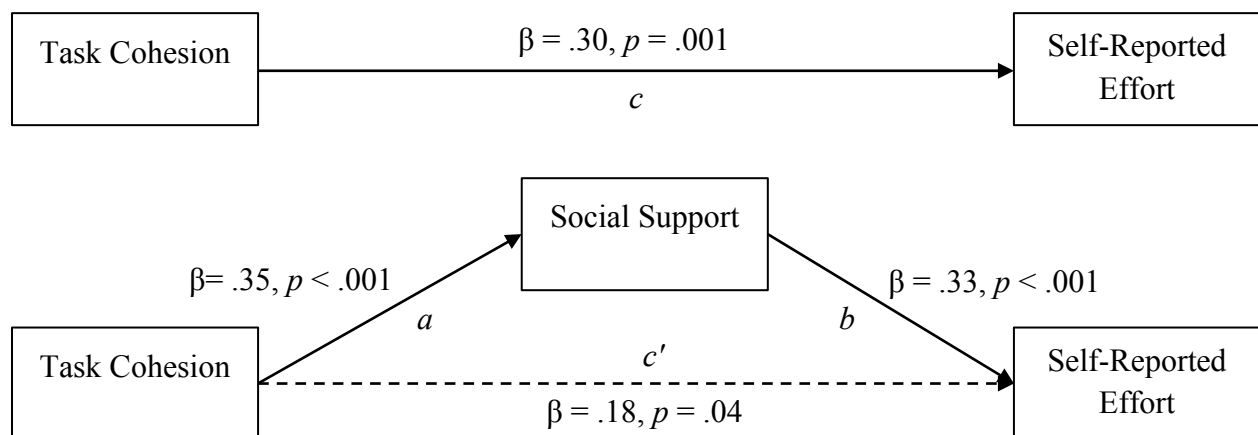 Task Cohesion
β = .30, p = .001
c
Self-Reported
Effort
Social Support
β= .35, p < .001
a
β = .33, p < .001
b
Task Cohesion
c′
β = .18, p = .04
Self-Reported
Effort